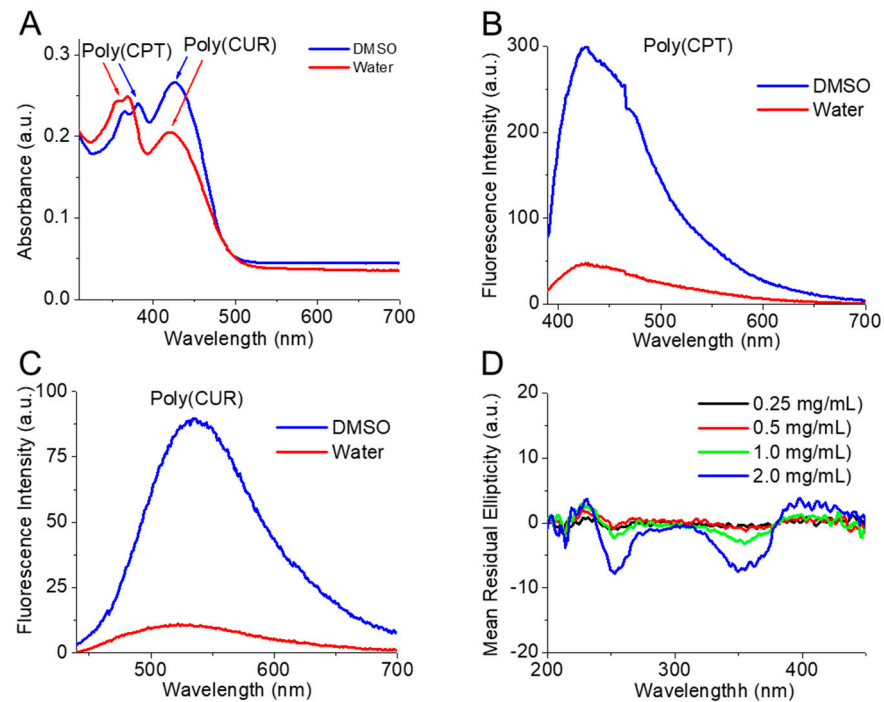 A
Poly(CPT)
Poly(CUR)
DMSO
Water
Absorbance (a.u.)
0.3
0.2
0.1
0.0
400
500
600
700
Wavelength (nm)
B
Poly(CPT)
DMSO
Water
Fluorescence Intensity (a.u.)
300
200
100
0
400
500
600
700
Wavelength (nm)
C
Poly(CUR)
DMSO
Water
Fluorescence Intensity (a.u.)
100
75
50
25
0
500
600
700
Wavelength (nm)
D
0.25 mg/mL)
0.5 mg/mL)
1.0 mg/mL)
2.0 mg/mL)
Mean Residual Ellipticity (a.u.)
20
10
0
-10
-20
200
300
400
Wavelengthh (nm)